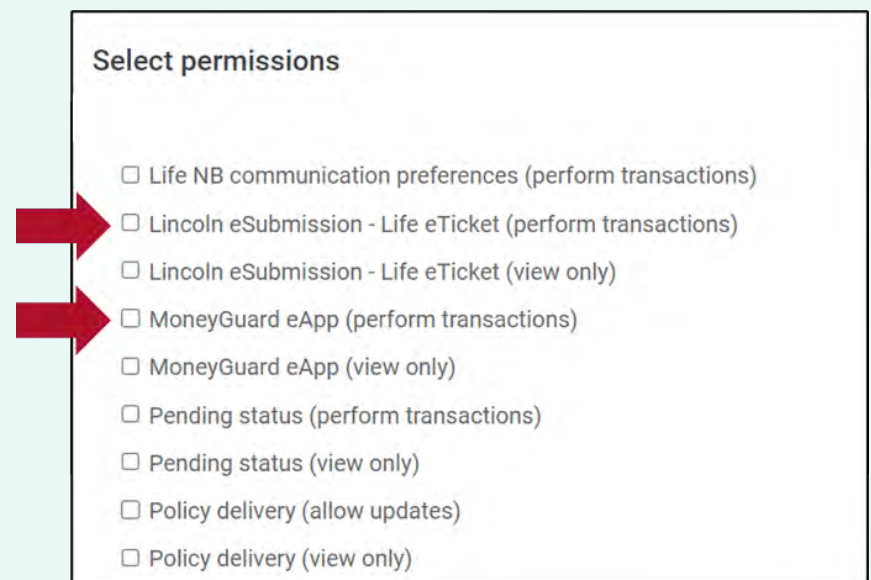 Select permissions
Life NB communication preferences (perform transactions)
Lincoln eSubmission - Life eTicket (perform transactions)
Lincoln eSubmission - Life eTicket (view only)
MoneyGuard eApp (perform transactions)
MoneyGuard eApp (view only)
Pending status (perform transactions)
Pending status (view only)
Policy delivery (allow updates)
Policy delivery (view only)